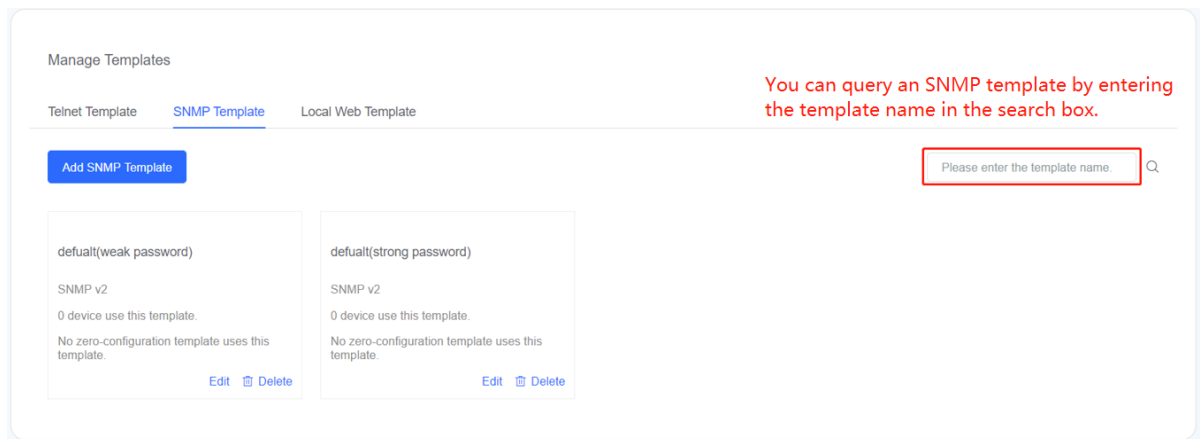 Manage Templates
You can query an SNMP template by entering
the template name in the search box.
Telnet Template SNMP Template Local Web Template
Add SNMP Template
Please enter the template name.
defualt(weak password)
SNMP v2
0 device use this template.
No zero-configuration template uses this
template.
Edit Delete
defualt(strong password)
SNMP v2
0 device use this template.
No zero-configuration template uses this
template.
Edit Delete